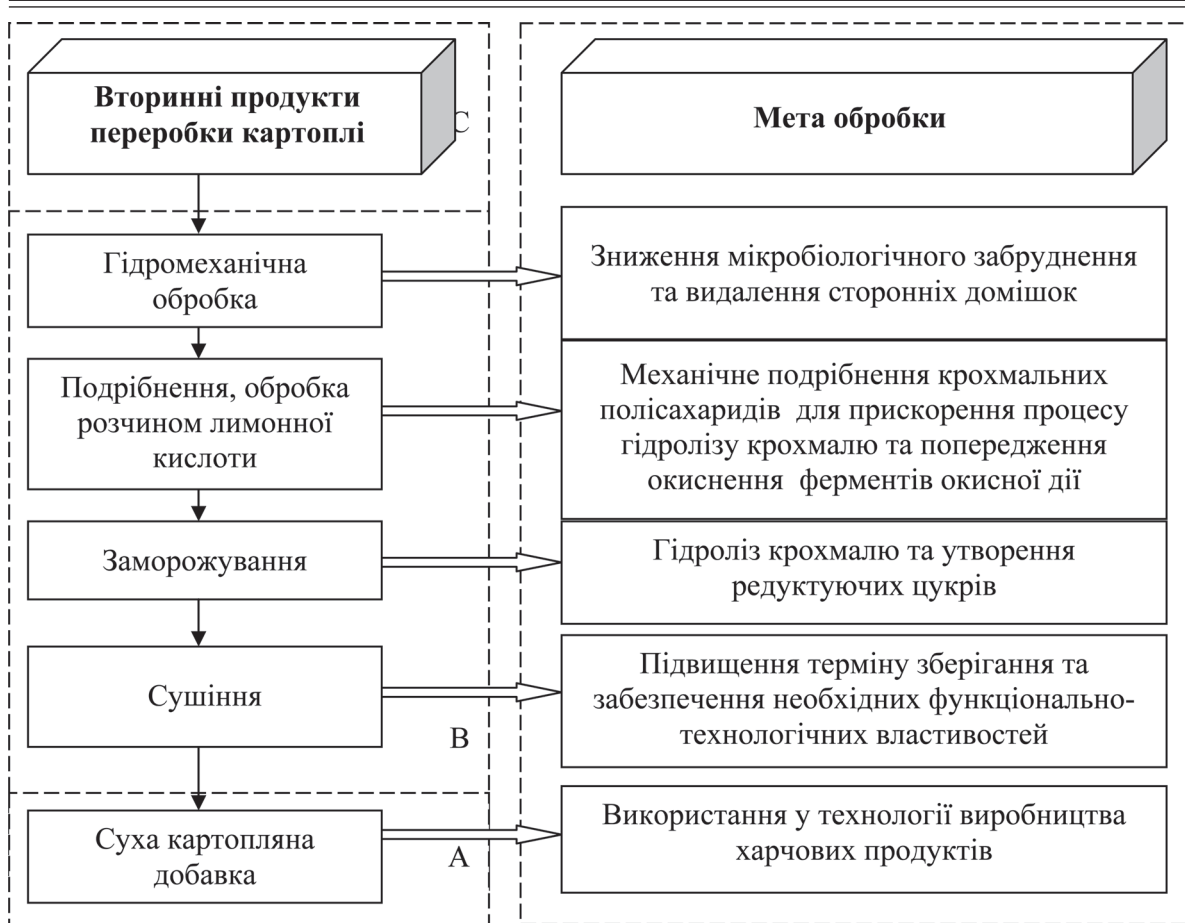 Вторинні продукти
переробки картоплі
С
Мета обробки
Гідромеханічна
обробка
Зниження мікробіологічного забруднення
та видалення сторонніх домішок
Подрібнення, обробка
розчином лимонної
кислоти
Механічне подрібнення крохмальних
полісахаридів для прискорення процесу
гідролізу крохмалю та попередження
окиснення ферментів окисної дії
Заморожування
Гідроліз крохмалю та утворення
редуктуючих цукрів
Сушіння
В
Підвищення терміну зберігання та
забезпечення необхідних функціонально-
технологічних властивостей
Суха картопляна
добавка
А
Використання у технології виробництва
харчових продуктів